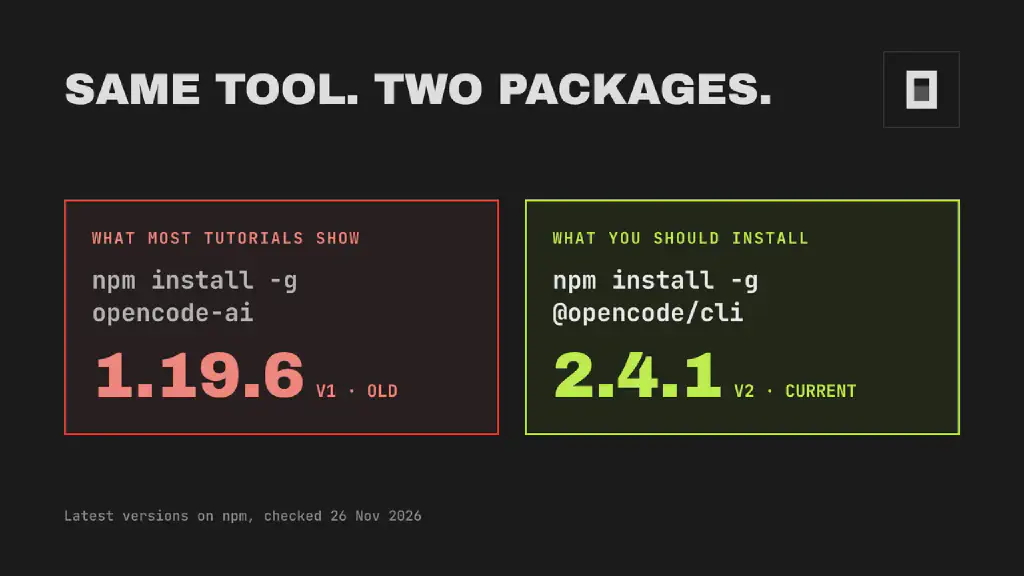 SAME TOOL. TWO PACKAGES.
WHAT MOST TUTORIALS SHOW
npm install -g
opencode-ai
1.19.6 V1 · OLD
WHAT YOU SHOULD INSTALL
npm install -g
@opencode/cli
2.4.1 V2 · CURRENT
Latest versions on npm, checked 26 Nov 2026